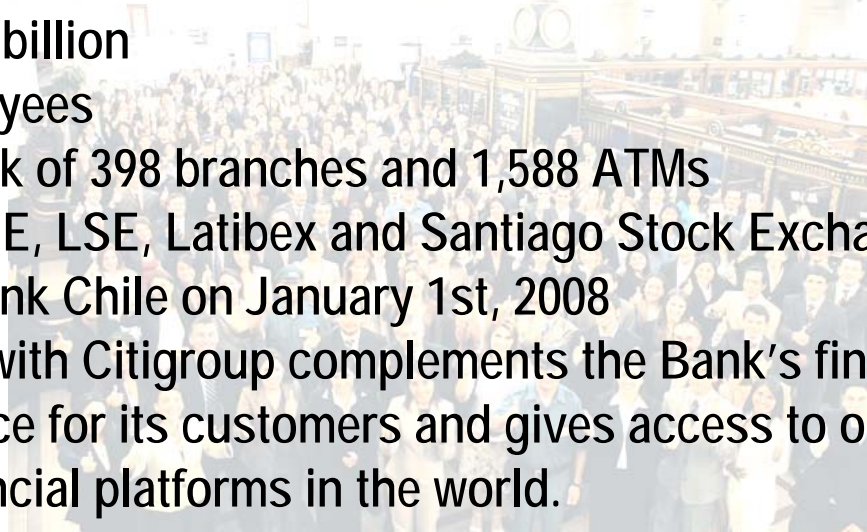 billion
yees
k of 398 branches and 1,588 ATMs
E, LSE, Latibex and Santiago Stock Excha
nk Chile on January 1st, 2008
with Citigroup complements the Bank’s fin
ce for its customers and gives access to o
ncial platforms in the world.